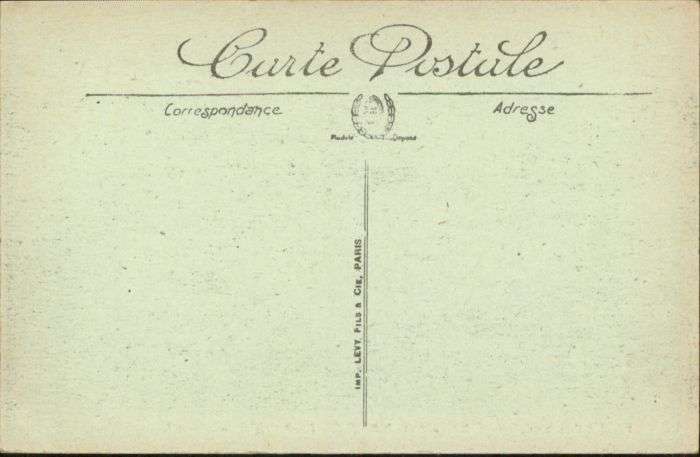 Carte Postale
Correspondance
Adresse
Modèle Déposé
IMP. LEVY FILS & CIE, PARIS